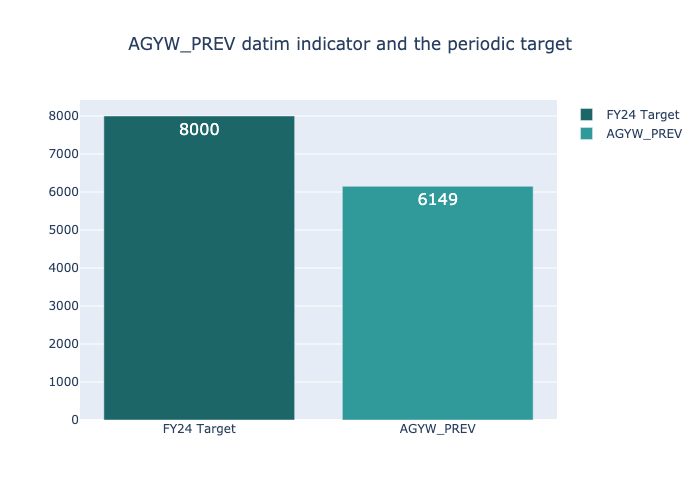 AGYW_PREV datim indicator and the periodic target
FY24 Target
AGYW_PREV
8000
7000
6000
5000
4000
3000
2000
1000
0
8000
6149
FY24 Target
AGYW_PREV